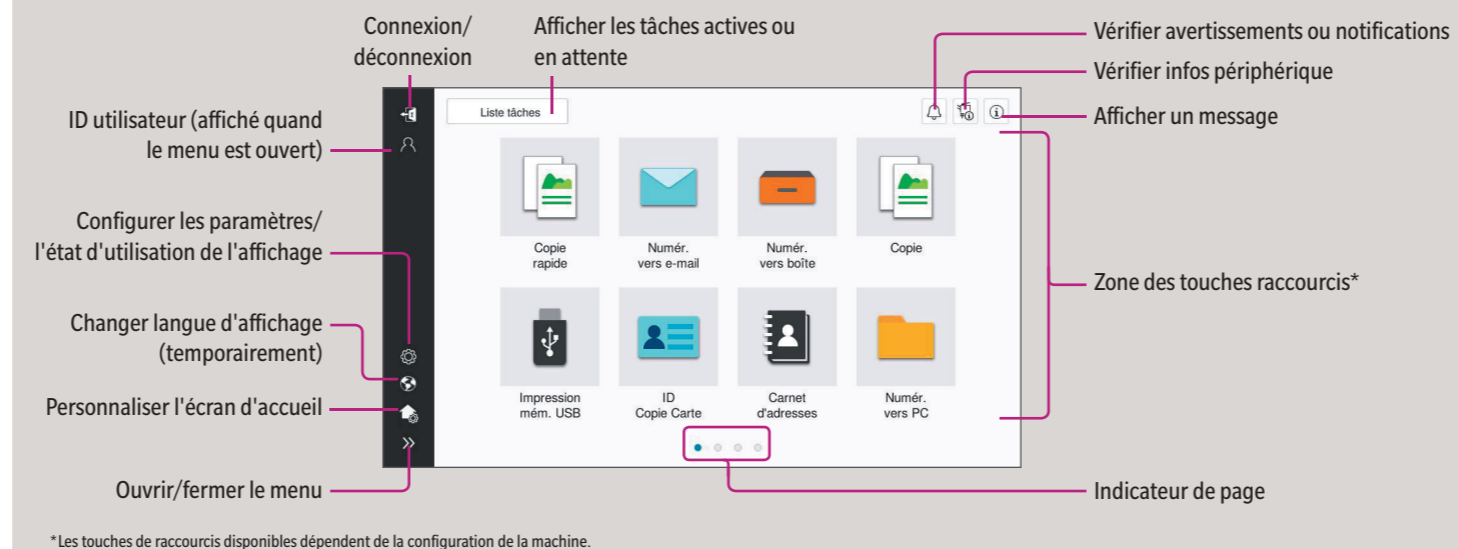 Connexion/
déconnexion
Afficher les tâches actives ou
en attente
Vérifier avertissements ou notifications
Vérifier infos périphérique
Afficher un message
ID utilisateur (affiché quand
le menu est ouvert)
Configurer les paramètres/
l'état d'utilisation de l'affichage
Changer langue d'affichage
(temporairement)
Personnaliser l'écran d'accueil
Ouvrir/fermer le menu
Liste tâches
Copie
rapide
Numér.
vers e-mail
Numér.
vers boîte
Copie
Impression
mém. USB
ID
Copie Carte
Carnet
d'adresses
Numér.
vers PC
Zone des touches raccourcis*
Indicateur de page
*Les touches de raccourcis disponibles dépendent de la configuration de la machine.